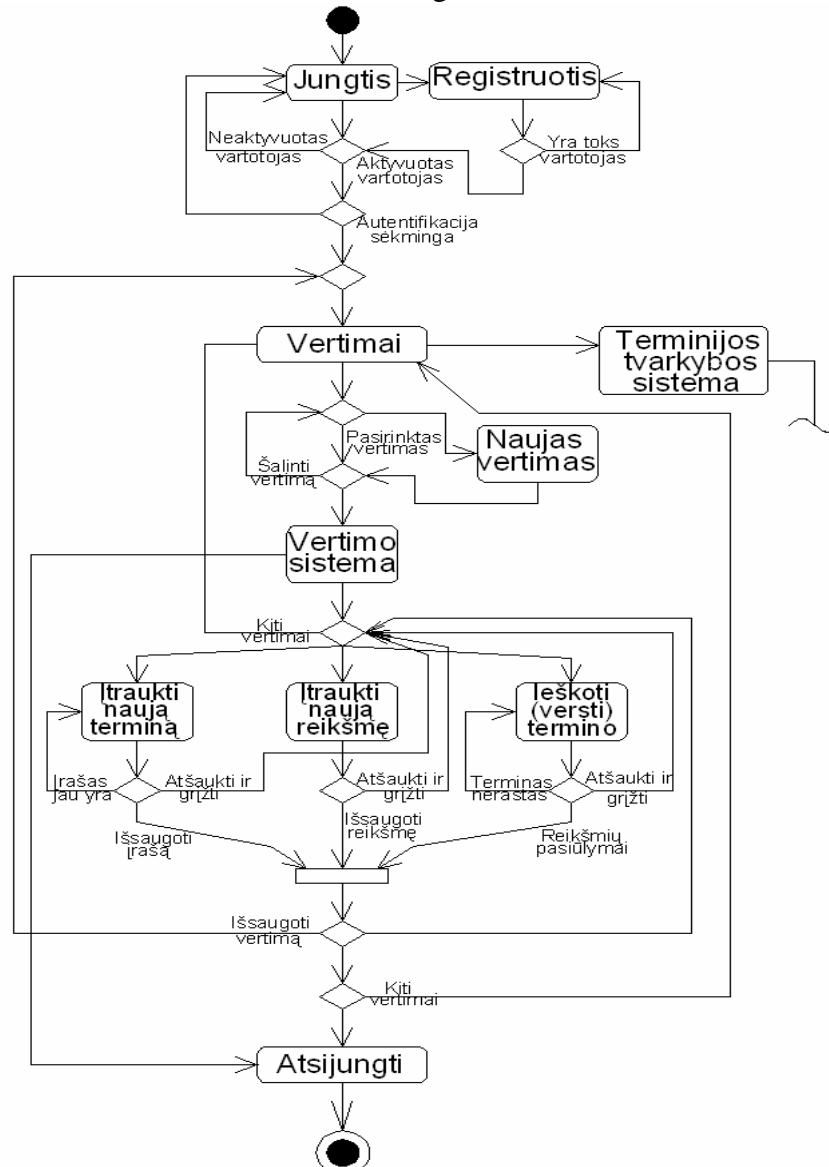 Jungtis
Registruotis
Neaktyvuotas
vartotojas
Yra toks
vartotojas
Aktyvuotas
vartotojas
Autentifikacija
sėkminga
Vertimai
Terminijos
tvarkybos
sistema
Pasirinktas
vertimas
Naujas
vertimas
Šalinti
vertimą
Vertimo
sistema
Kiti
vertimai
Įtraukti
naują
terminą
Įtraukti
naują
reikšmę
Ieškoti
(versti)
termino
Įrašas
jau yra
Atšaukti ir
grįžti
Atšaukti ir
grįžti
Terminas
nerastas
Atšaukti ir
grįžti
Išsaugoti
įrašą
Išsaugoti
reikšmę
Reikšmių
pasiūlymai
Išsaugoti
vertimą
Kiti
vertimai
Atsijungti